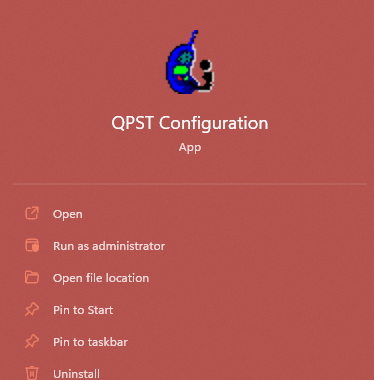 QPST Configuration
App
Open
Run as administrator
Open file location
Pin to Start
Pin to taskbar
Uninstall